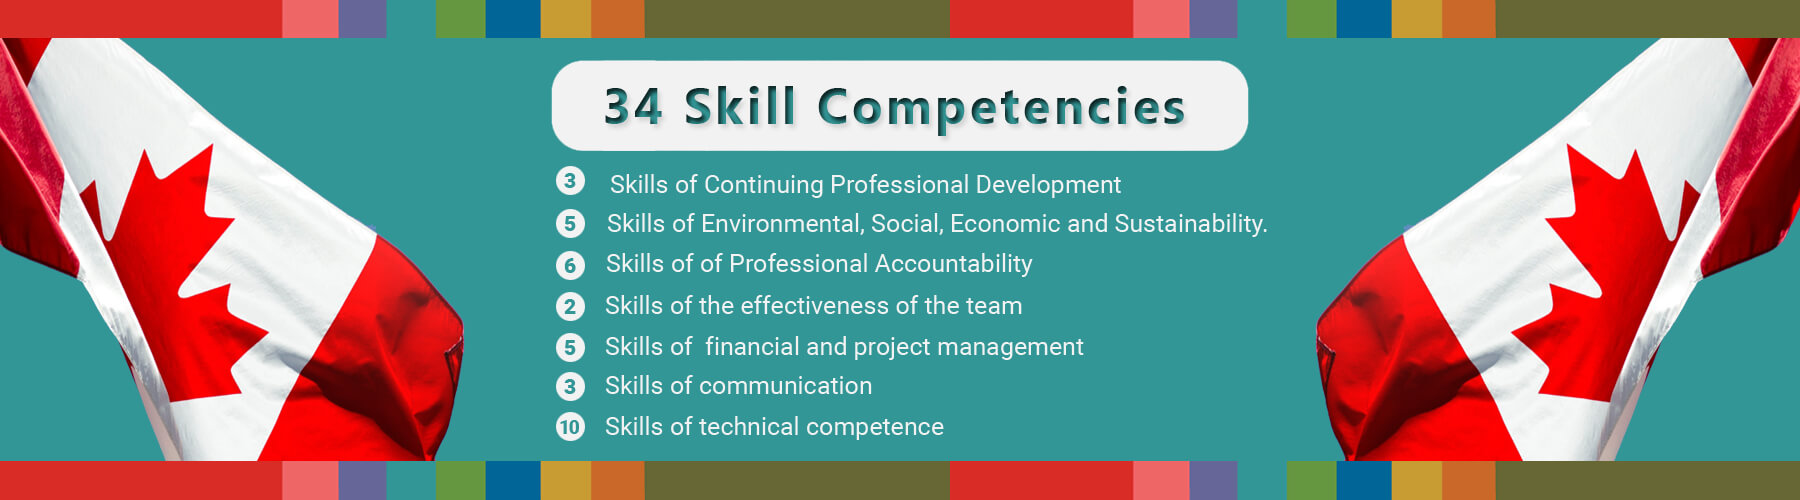 34 Skill Competencies
3 Skills of Continuing Professional Development
5 Skills of Environmental, Social, Economic and Sustainability.
6 Skills of of Professional Accountability
2 Skills of the effectiveness of the team
5 Skills of  financial and project management
3 Skills of communication
10 Skills of technical competence